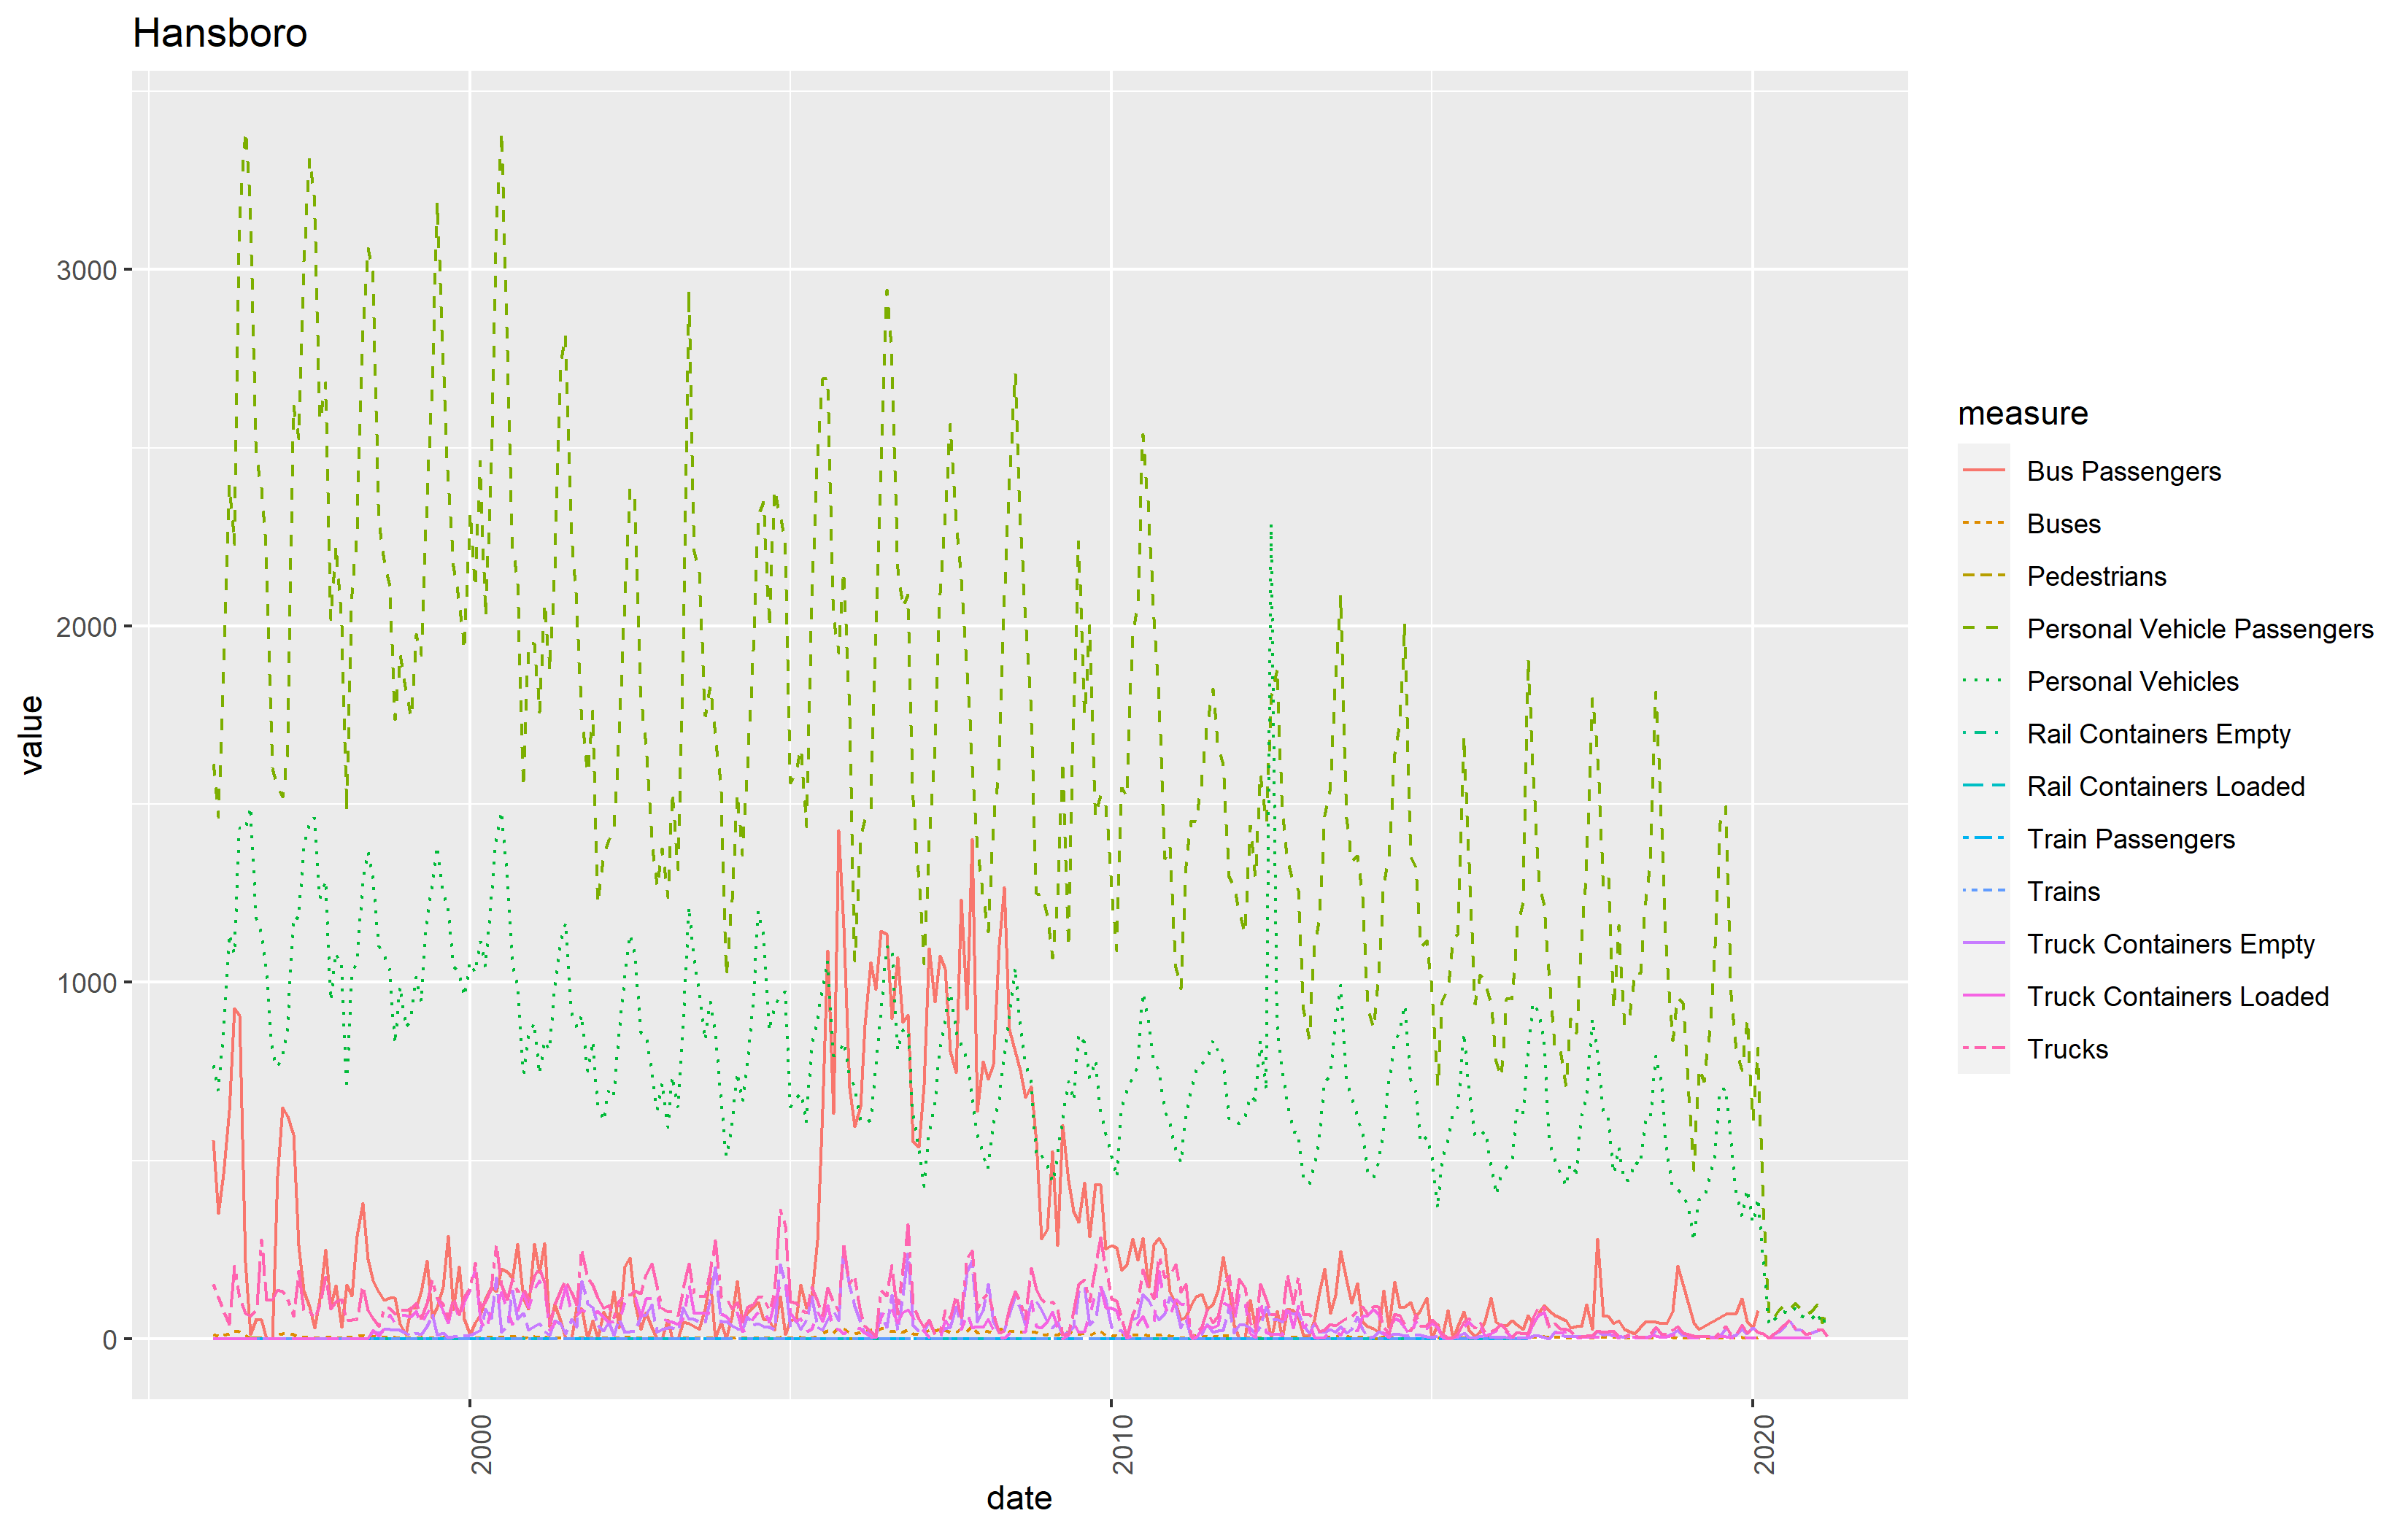 Hansboro
value
3000
2000
1000
0
2000
2010
2020
date
measure
Bus Passengers
Buses
Pedestrians
Personal Vehicle Passengers
Personal Vehicles
Rail Containers Empty
Rail Containers Loaded
Train Passengers
Trains
Truck Containers Empty
Truck Containers Loaded
Trucks